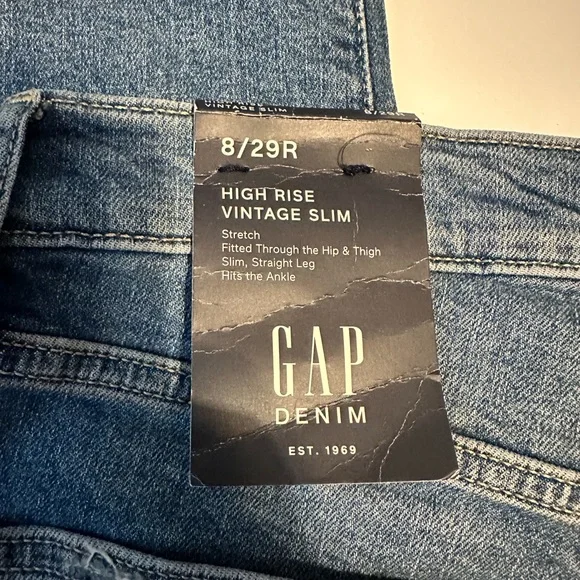 VINTAGE SLIM
8/29R
HIGH RISE
VINTAGE SLIM
Stretch
Fitted Through the Hip & Thigh
Slim, Straight Leg
Hits the Ankle
GAP
DENIM
EST. 1969